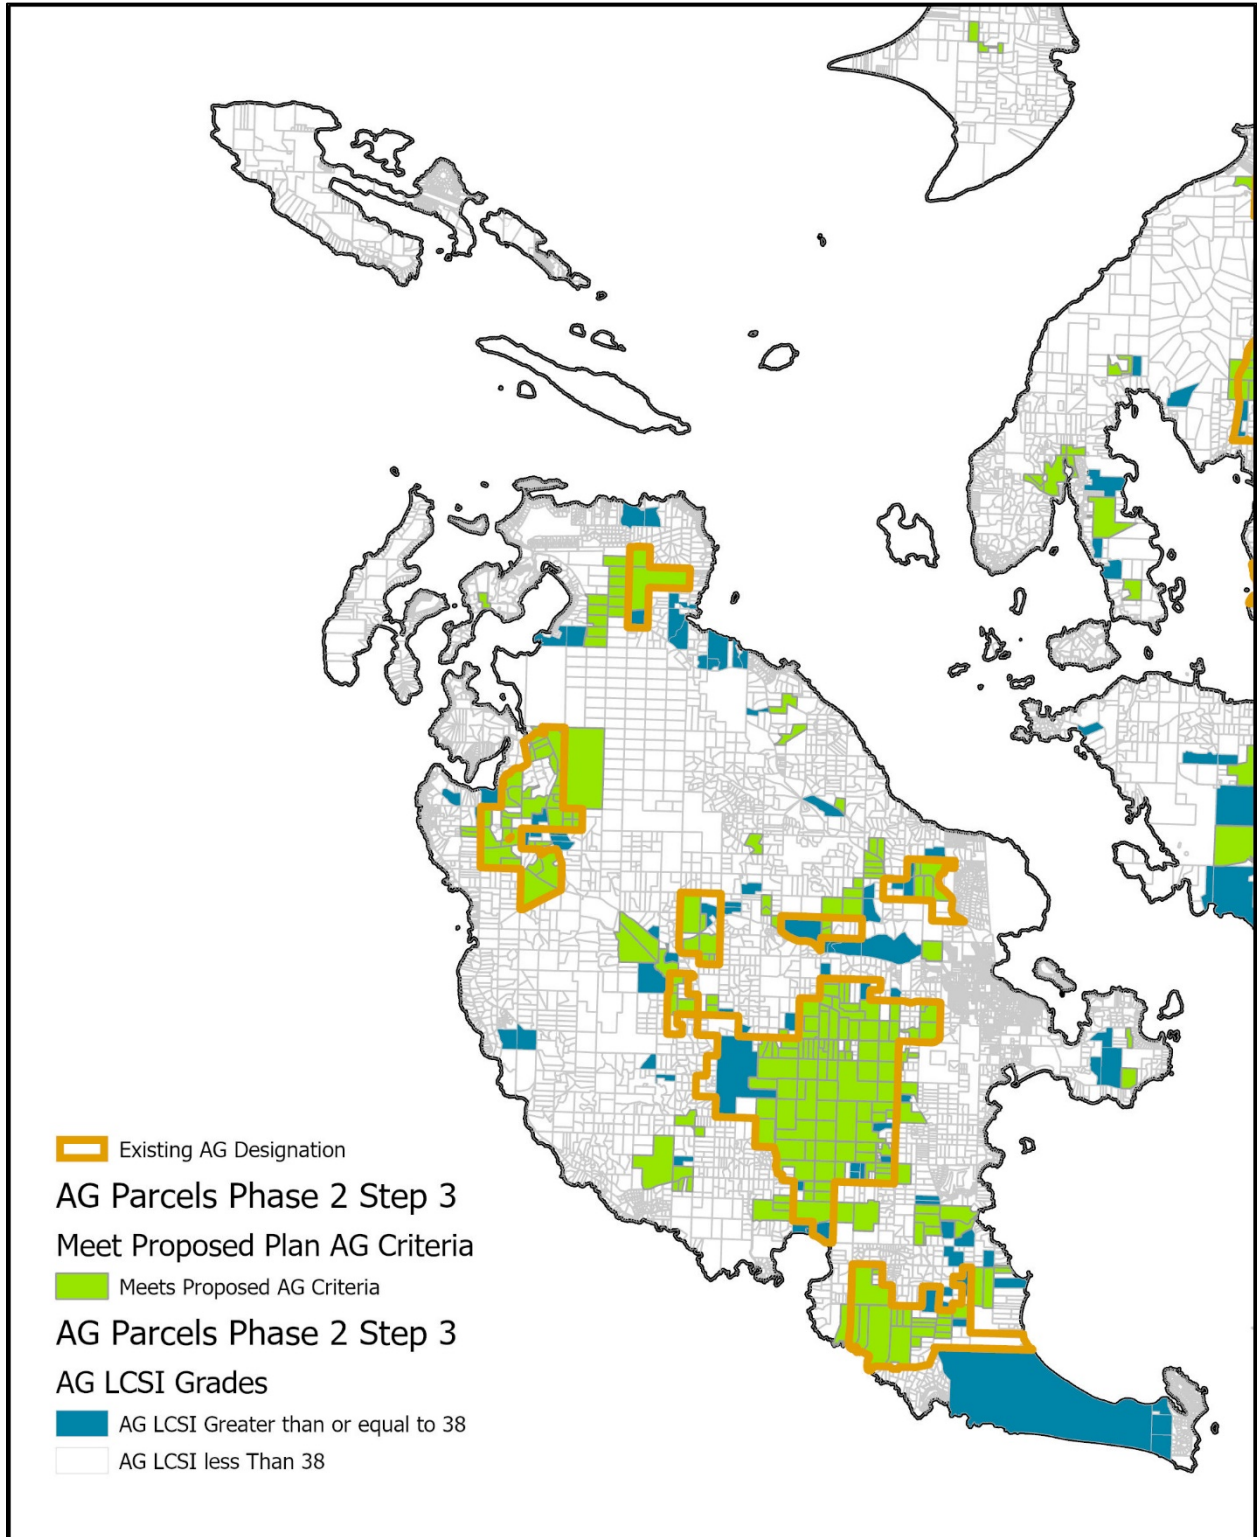 Existing AG Designation
AG Parcels Phase 2 Step 3
Meet Proposed Plan AG Criteria
Meets Proposed AG Criteria
AG Parcels Phase 2 Step 3
AG LCSI Grades
AG LCSI Greater than or equal to 38
AG LCSI less Than 38